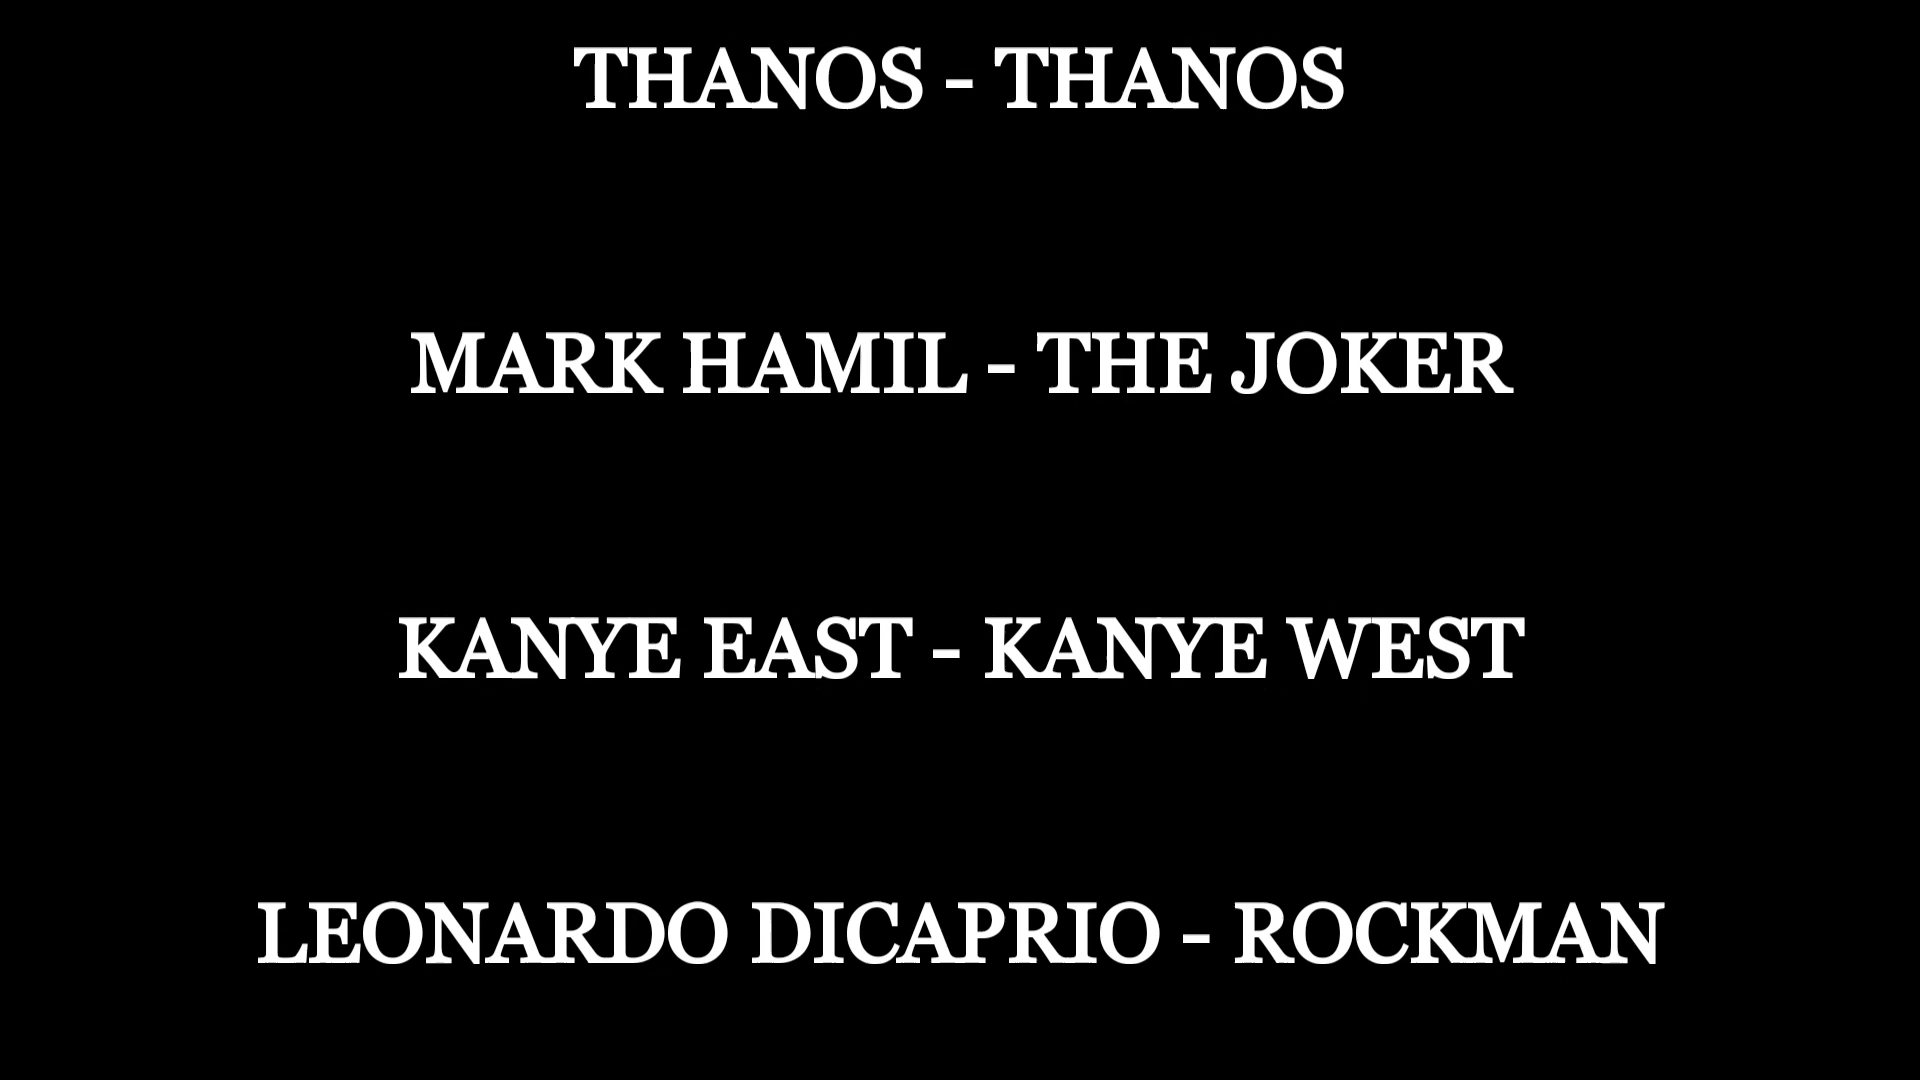 THANOS - THANOS
MARK HAMIL - THE JOKER
KANYE EAST - KANYE WEST
LEONARDO DICAPRIO - ROCKMAN